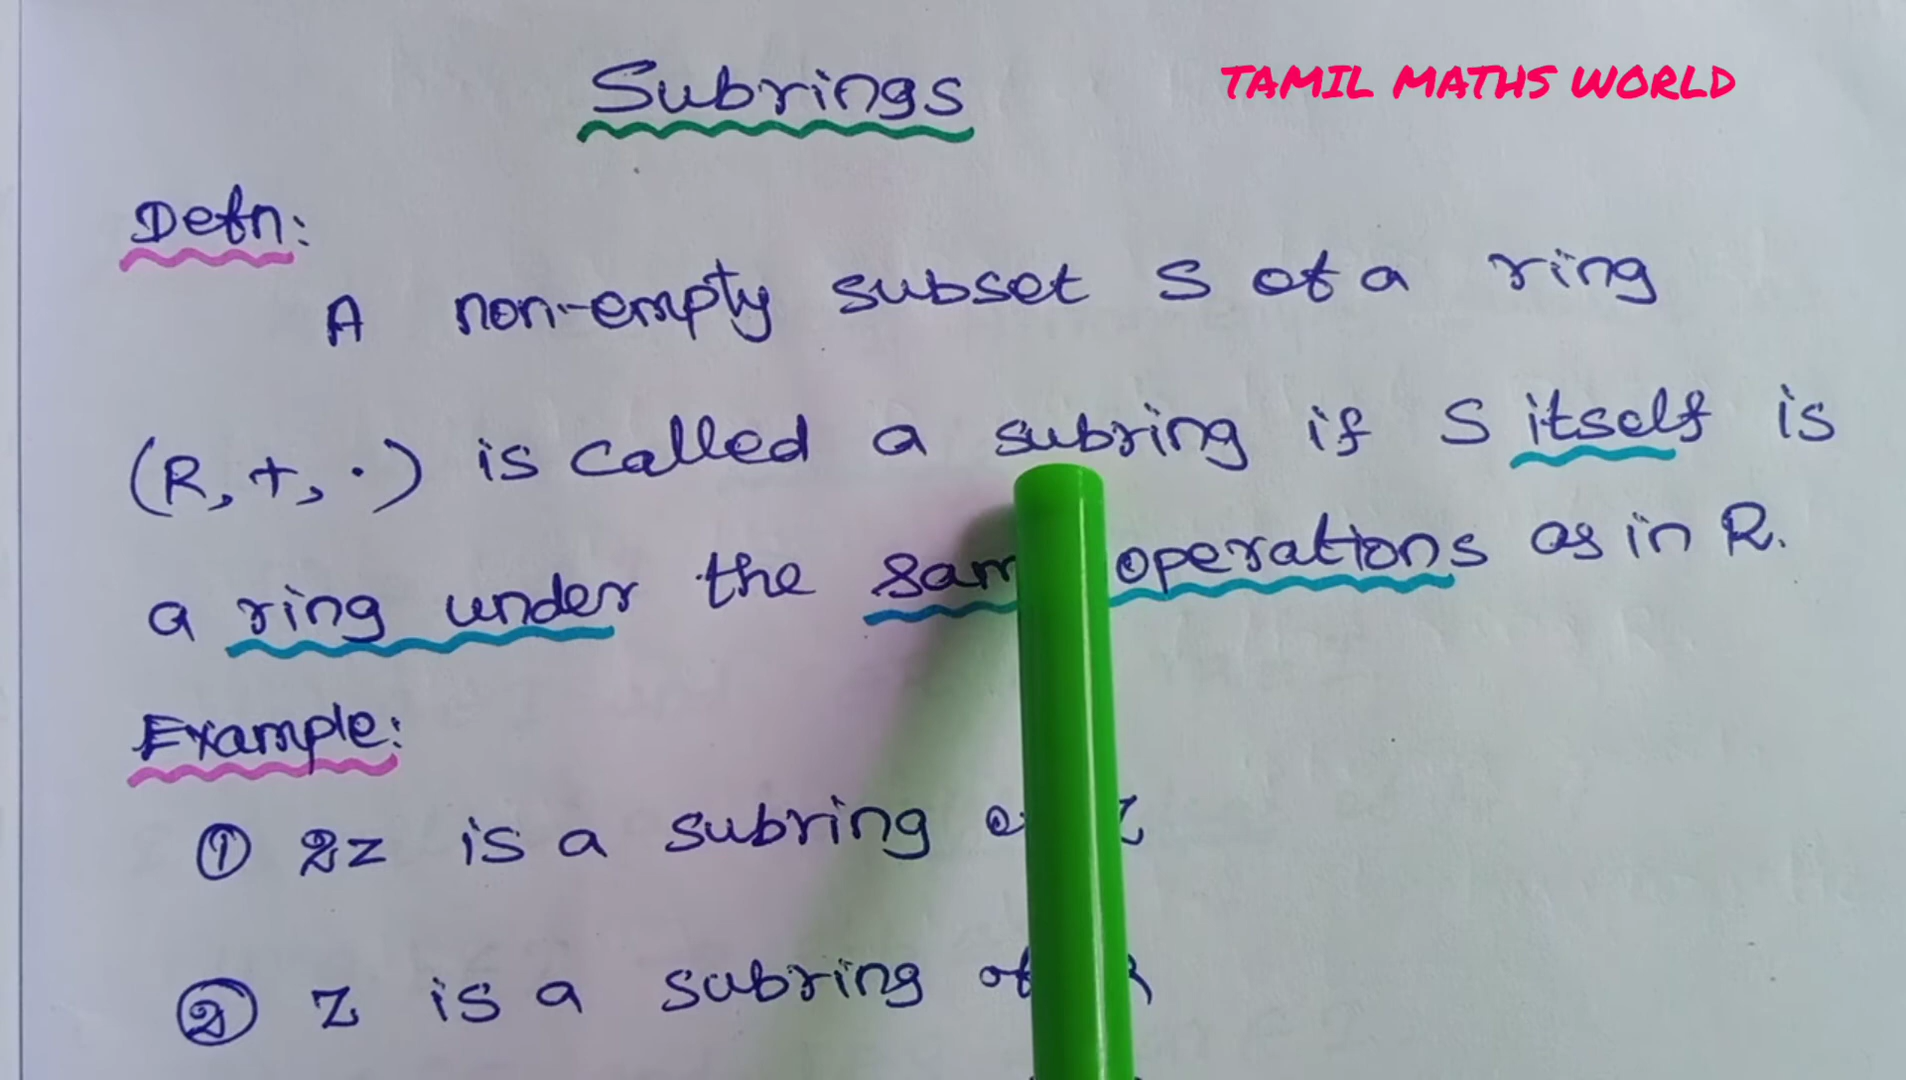 Subrings
TAMIL MATHS WORLD
Defn:
A non-empty subset S of a ring
(R, +, ·) is called a subring if S itself is
a ring under the operations as in R.
Example:
① 2z is a subring
② Z is a subring of